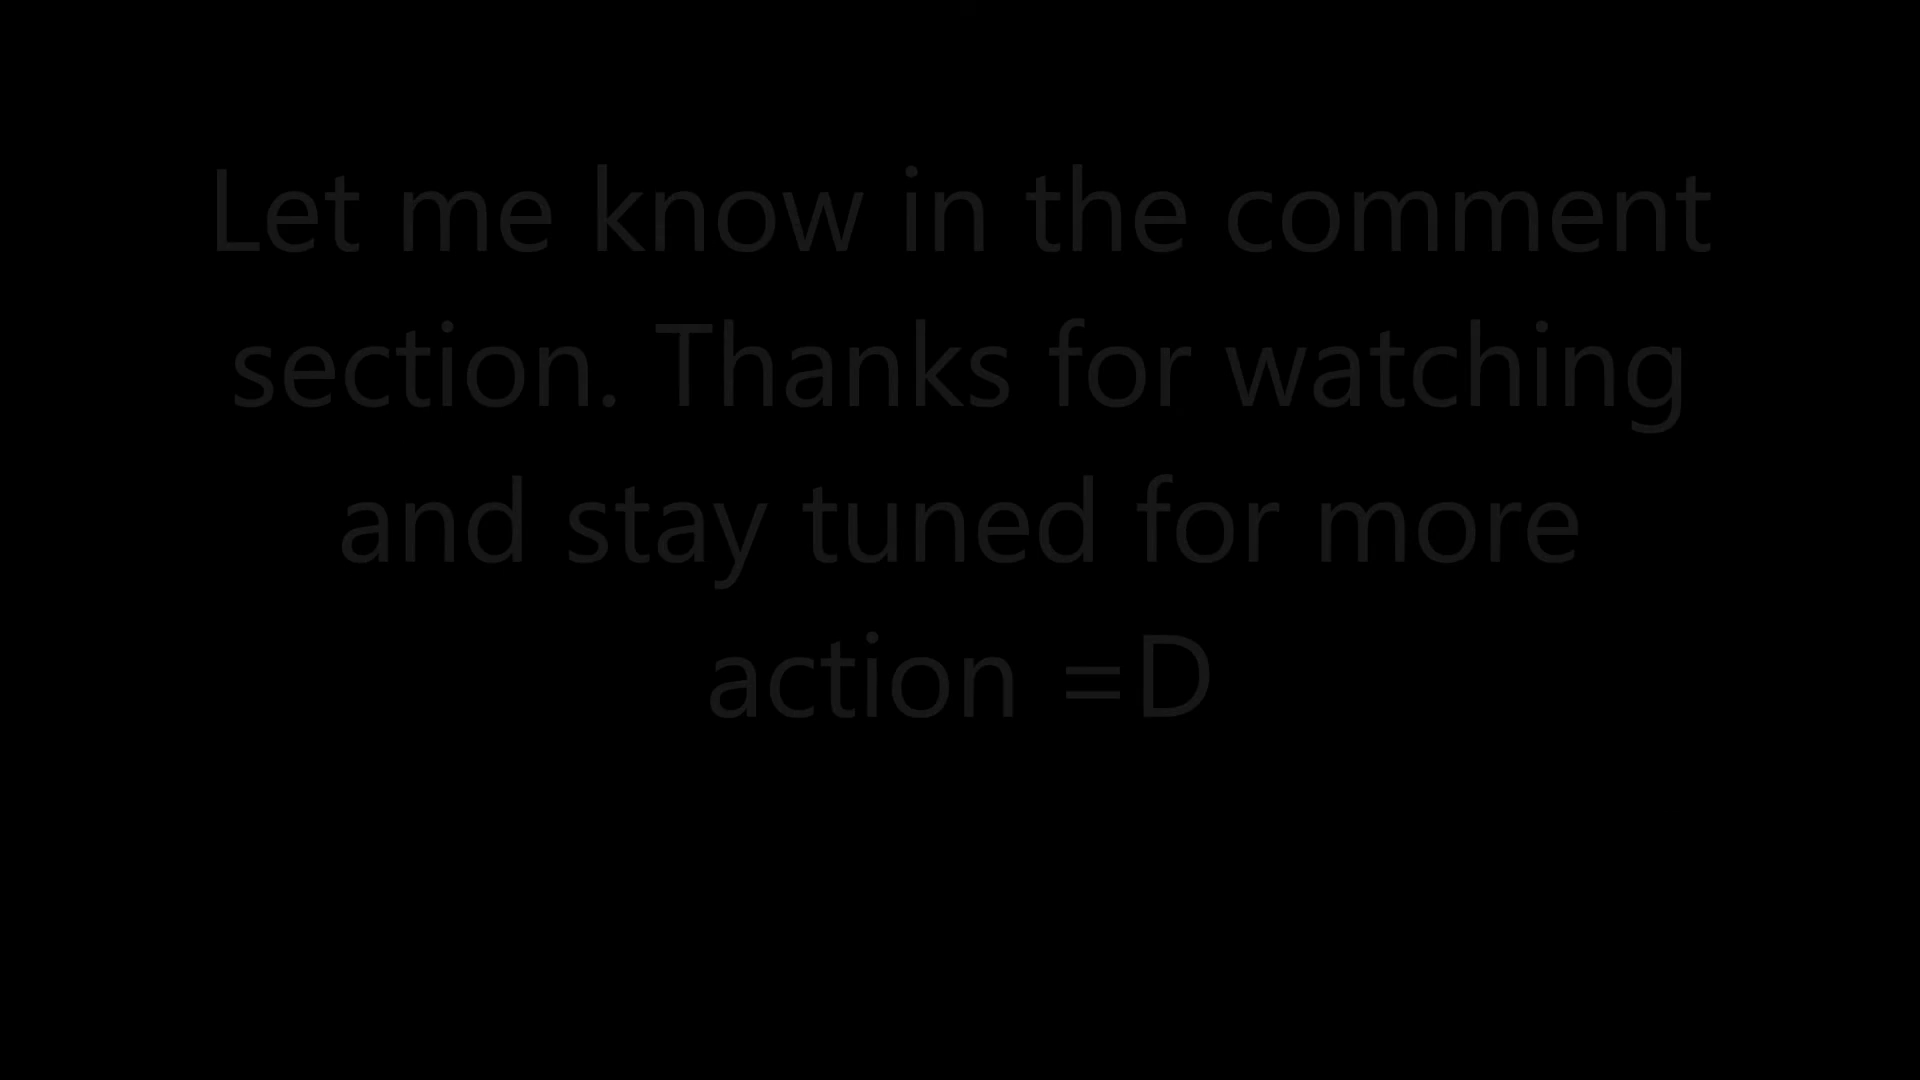 Let me know in the comment
section. Thanks for watching
and stay tuned for more
action =D